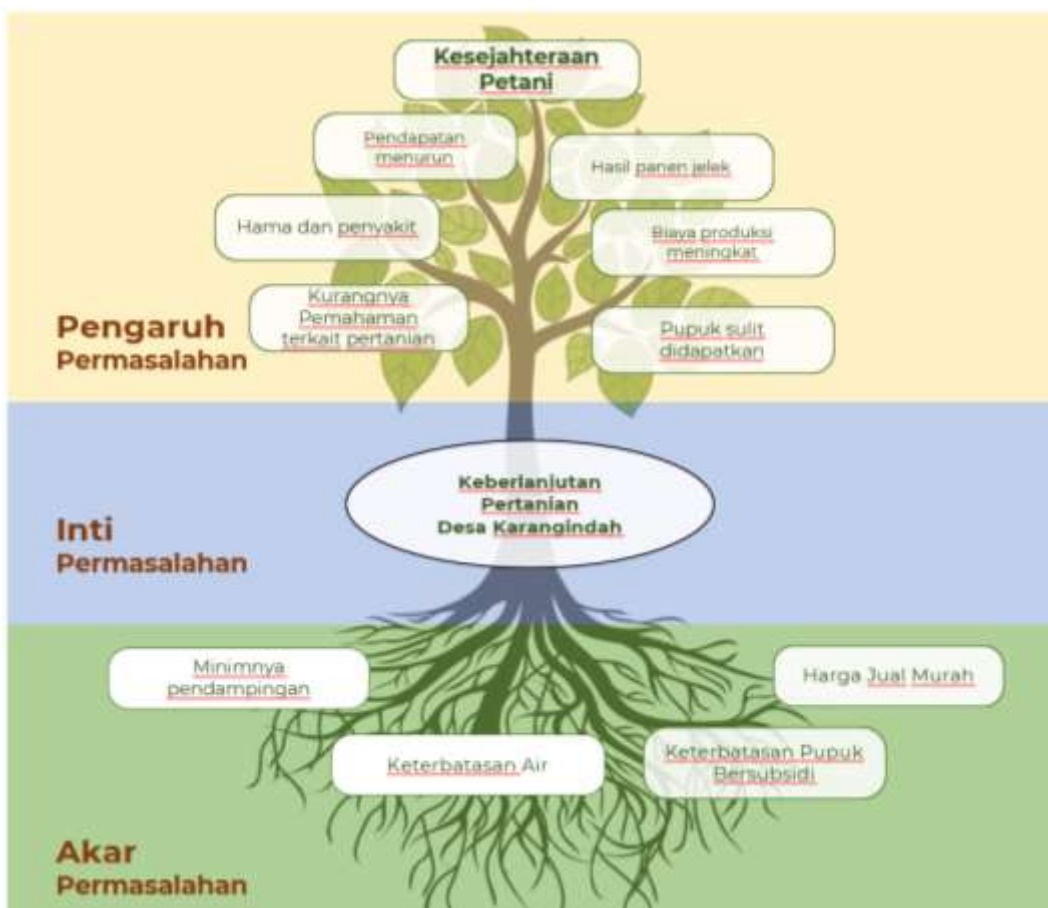 Kesejahteraan
Petani
Pendapatan
menurun
Hasil panen jelek
Hama dan penyakit
Biaya produksi
meningkat
Kurangnya
Pemahaman
terkait pertanian
Pupuk sulit
didapatkan
Pengaruh
Permasalahan
Keberlanjutan
Pertanian
Desa Karangindah
Inti
Permasalahan
Minimnya
pendampingan
Harga Jual Murah
Keterbatasan Air
Keterbatasan Pupuk
Bersubsidi
Akar
Permasalahan